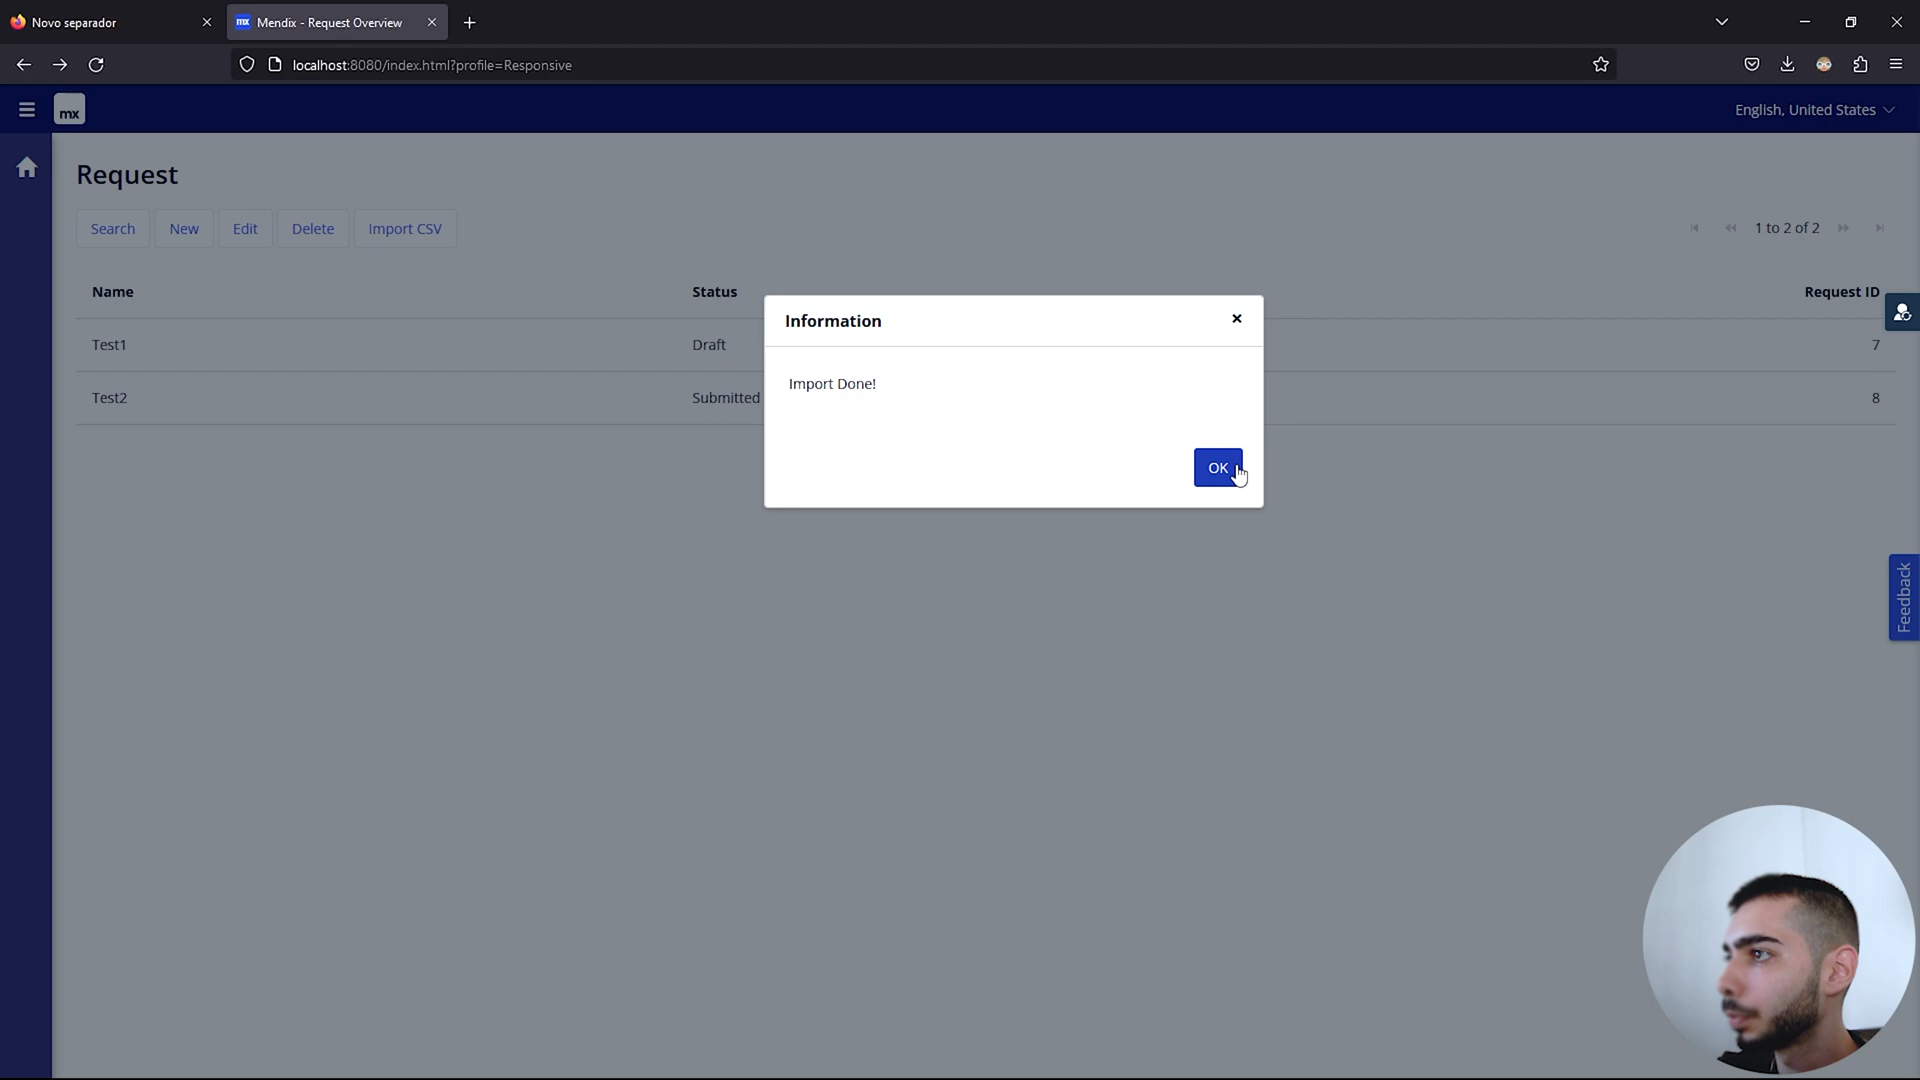 Novo separador
mx Mendix - Request Overview
localhost:8080/index.html?profile=Responsive
mx
English, United States
Request
Search New Edit Delete Import CSV
1 to 2 of 2
Name Status Request ID
Information
Test1 Draft 7
Import Done!
Test2 Submitted 8
OK
Feedback